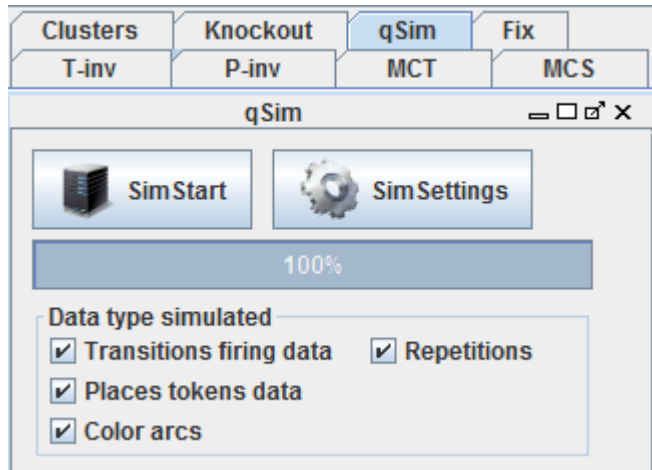 Clusters Knockout qSim Fix
T-inv P-inv MCT MCS
qSim
SimStart SimSettings
100%
Data type simulated
Transitions firing data Repetitions
Places tokens data
Color arcs